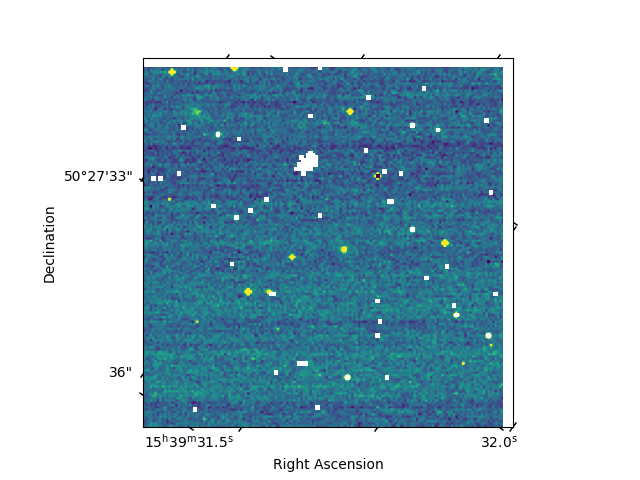 50°27'33"
Declination
36"
15ʰ39ᵐ31.5ˢ
32.0ˢ
Right Ascension